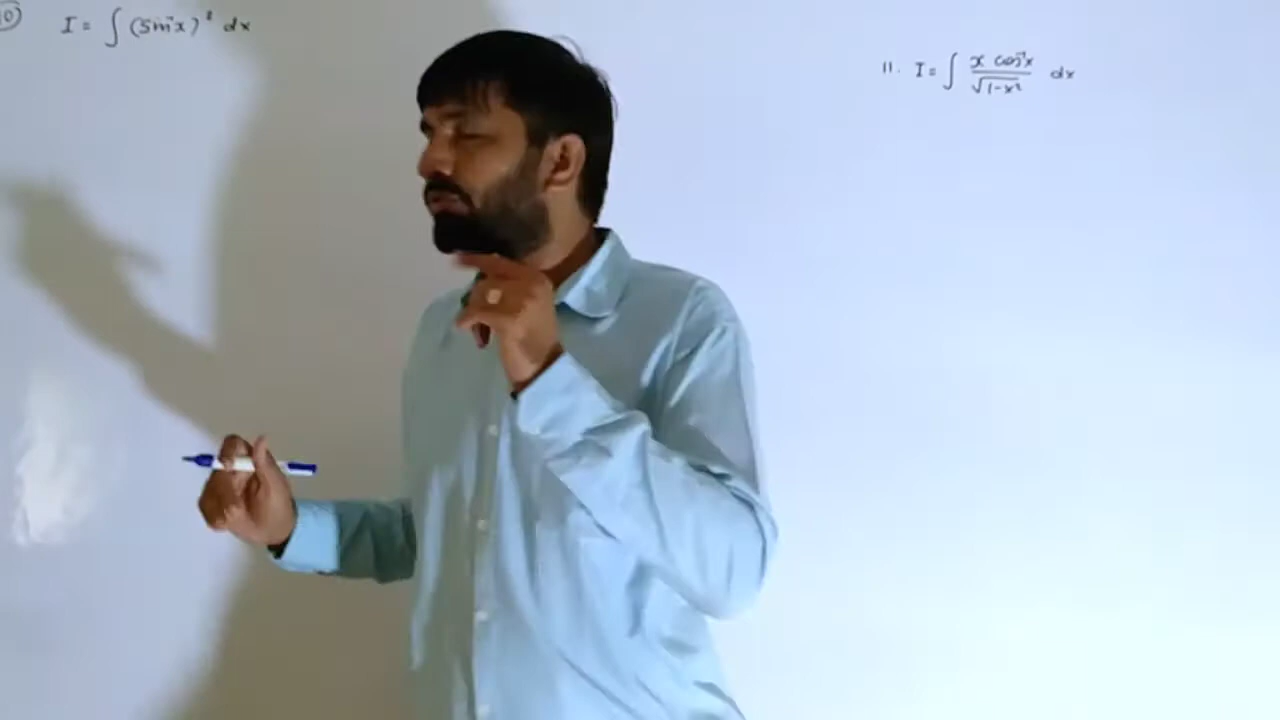 10 I = ∫ (Sin⁻¹x)² dx
11. I = ∫ x cos⁻¹x / √1-x² dx